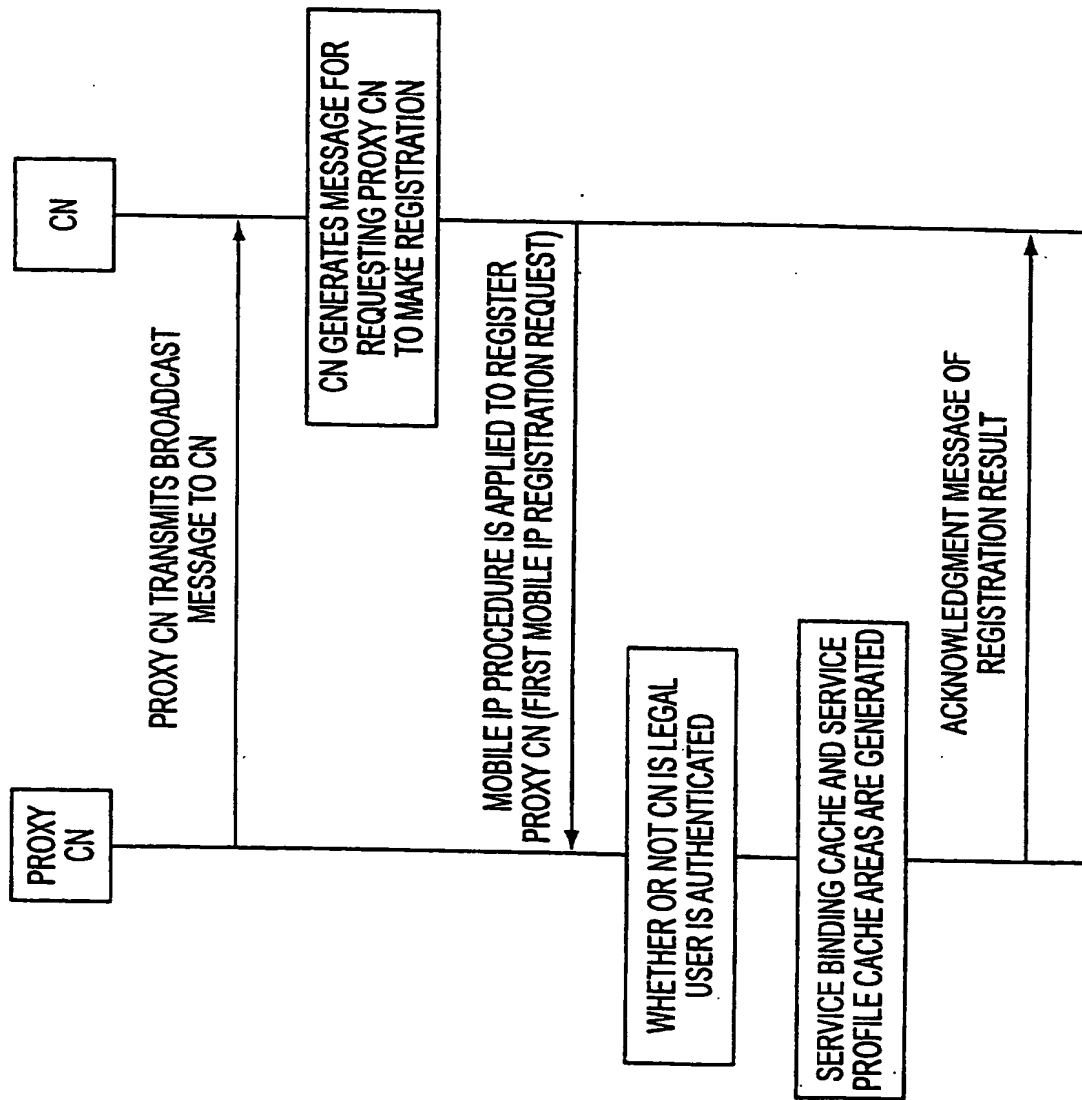 PROXY
CN
CN
PROXY CN TRANSMITS BROADCAST
MESSAGE TO CN
CN GENERATES MESSAGE FOR
REQUESTING PROXY CN
TO MAKE REGISTRATION
MOBILE IP PROCEDURE IS APPLIED TO REGISTER
PROXY CN (FIRST MOBILE IP REGISTRATION REQUEST)
WHETHER OR NOT CN IS LEGAL
USER IS AUTHENTICATED
SERVICE BINDING CACHE AND SERVICE
PROFILE CACHE AREAS ARE GENERATED
ACKNOWLEDGMENT MESSAGE OF
REGISTRATION RESULT